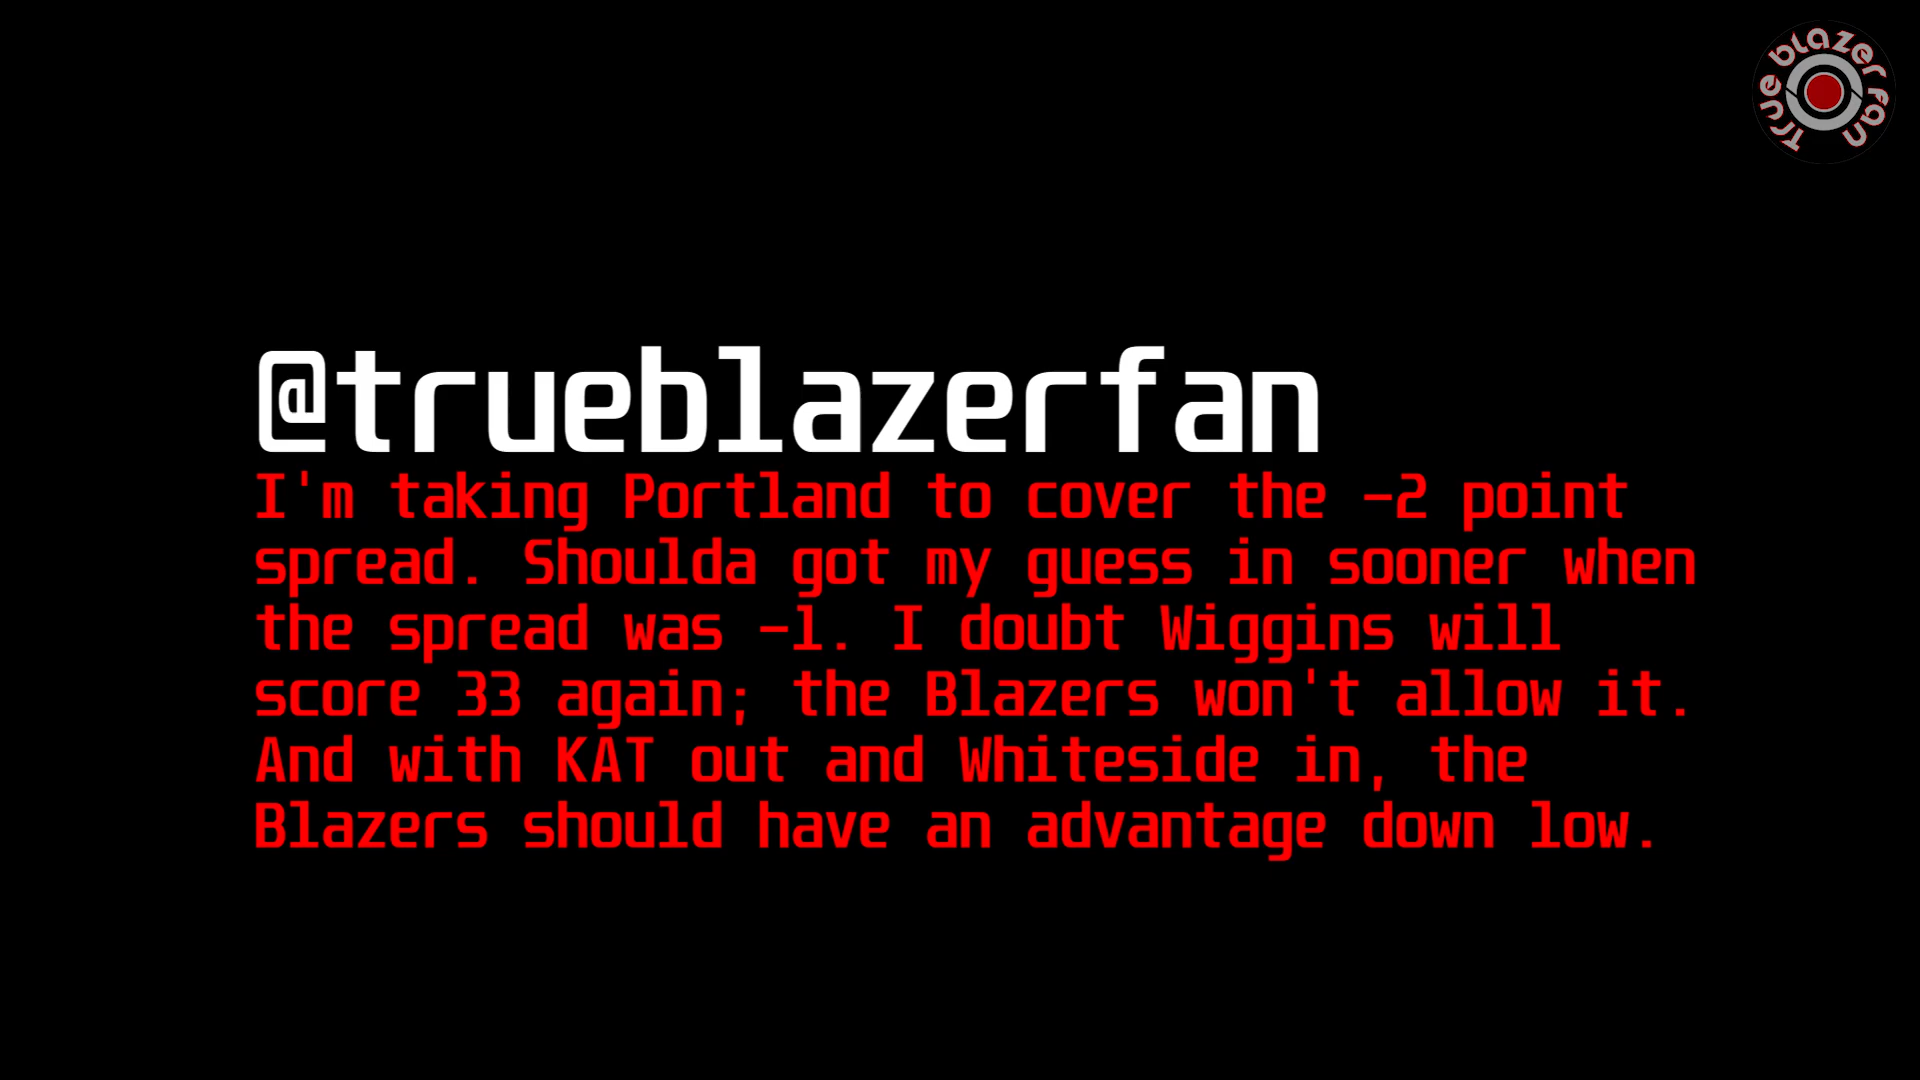 true blazer fan
@trueblazerfan
I'm taking Portland to cover the -2 point
spread. Shoulda got my guess in sooner when
the spread was -1. I doubt Wiggins will
score 33 again; the Blazers won't allow it.
And with KAT out and Whiteside in, the
Blazers should have an advantage down low.